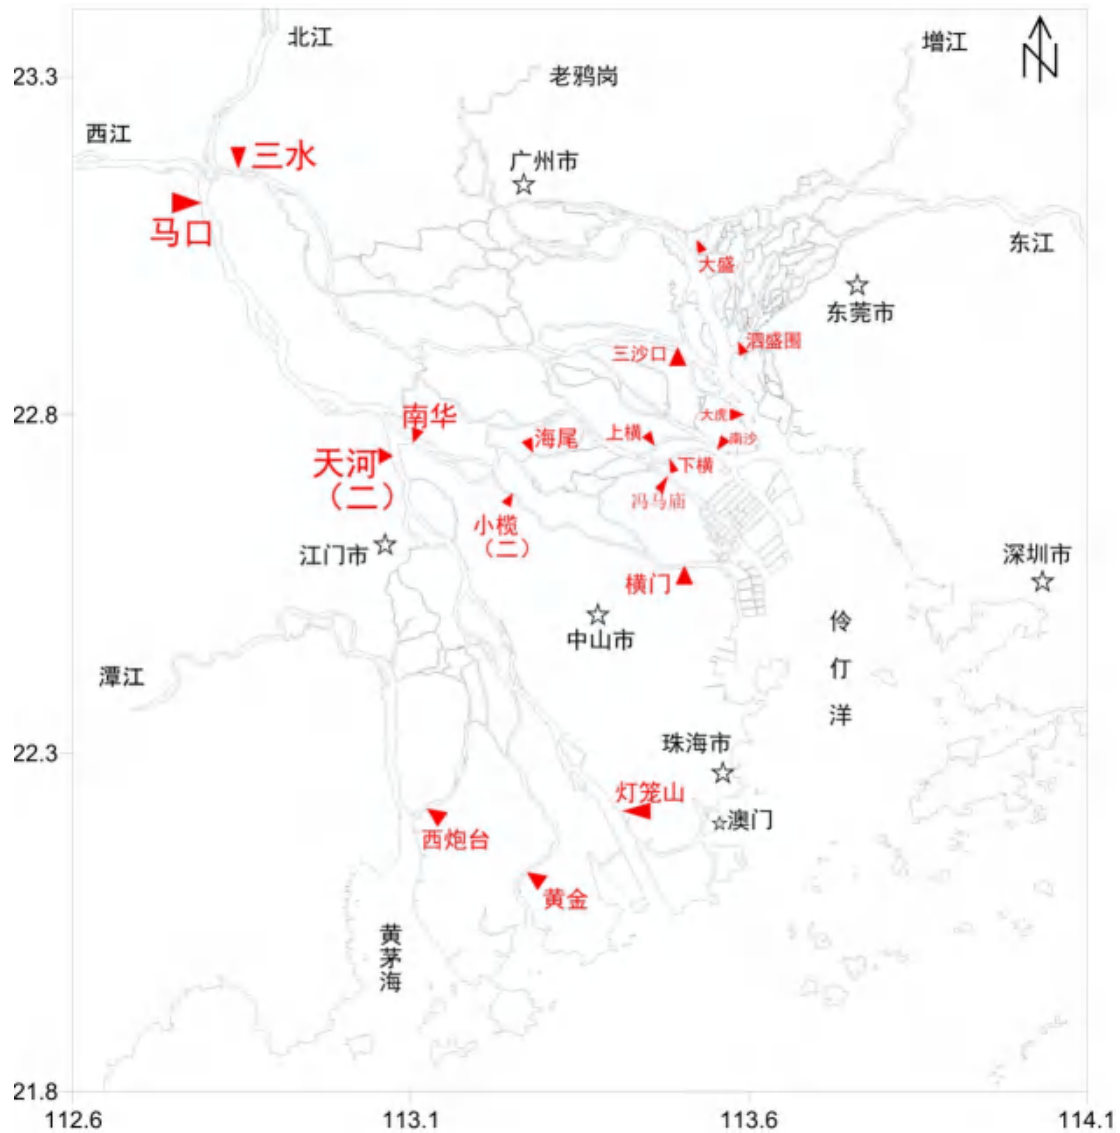 北江
增江
23.3
老鸦岗
西江
三水
广州市
马口
东江
大盛
东莞市
三沙口
泗盛围
22.8
南华
大虎
海尾
上横
南沙
天河
(二)
下横
冯马庙
小榄
(二)
江门市
深圳市
横门
中山市
伶
仃
洋
潭江
珠海市
22.3
灯笼山
澳门
西炮台
黄金
黄
茅
海
21.8
112.6
113.1
113.6
114.1